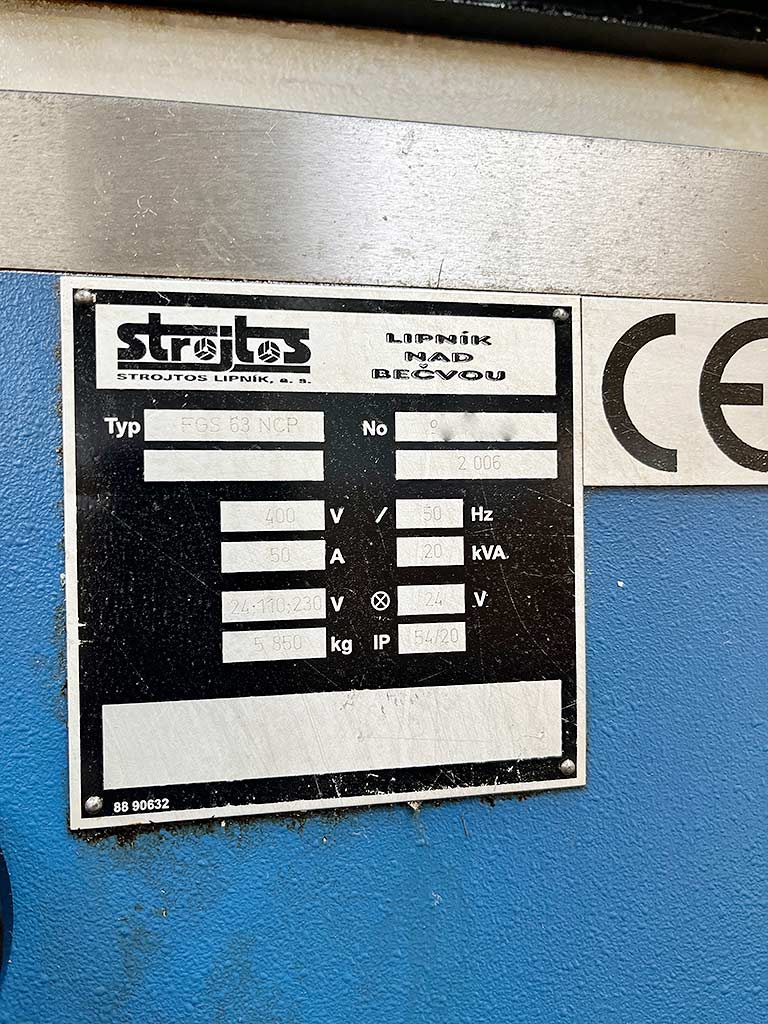 strojtos
STROJTOS LIPNÍK, a. s.
LIPNÍK
NAD
BEČVOU
Typ FGS 63 NCP No
2 006
400 V / 50 Hz
50 A 20 kVA
24-110-230 V 24 V
5 850 kg IP 54/20
88 90632
CE